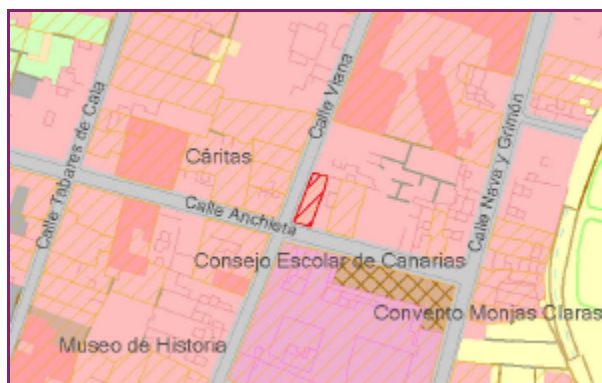 Calle Viana
Calle Tabares de Cala
Cáritas
Calle Nava y Grimón
Calle Anchieta
Consejo Escolar de Canarias
Convento Monjas Claras
Museo de Historia